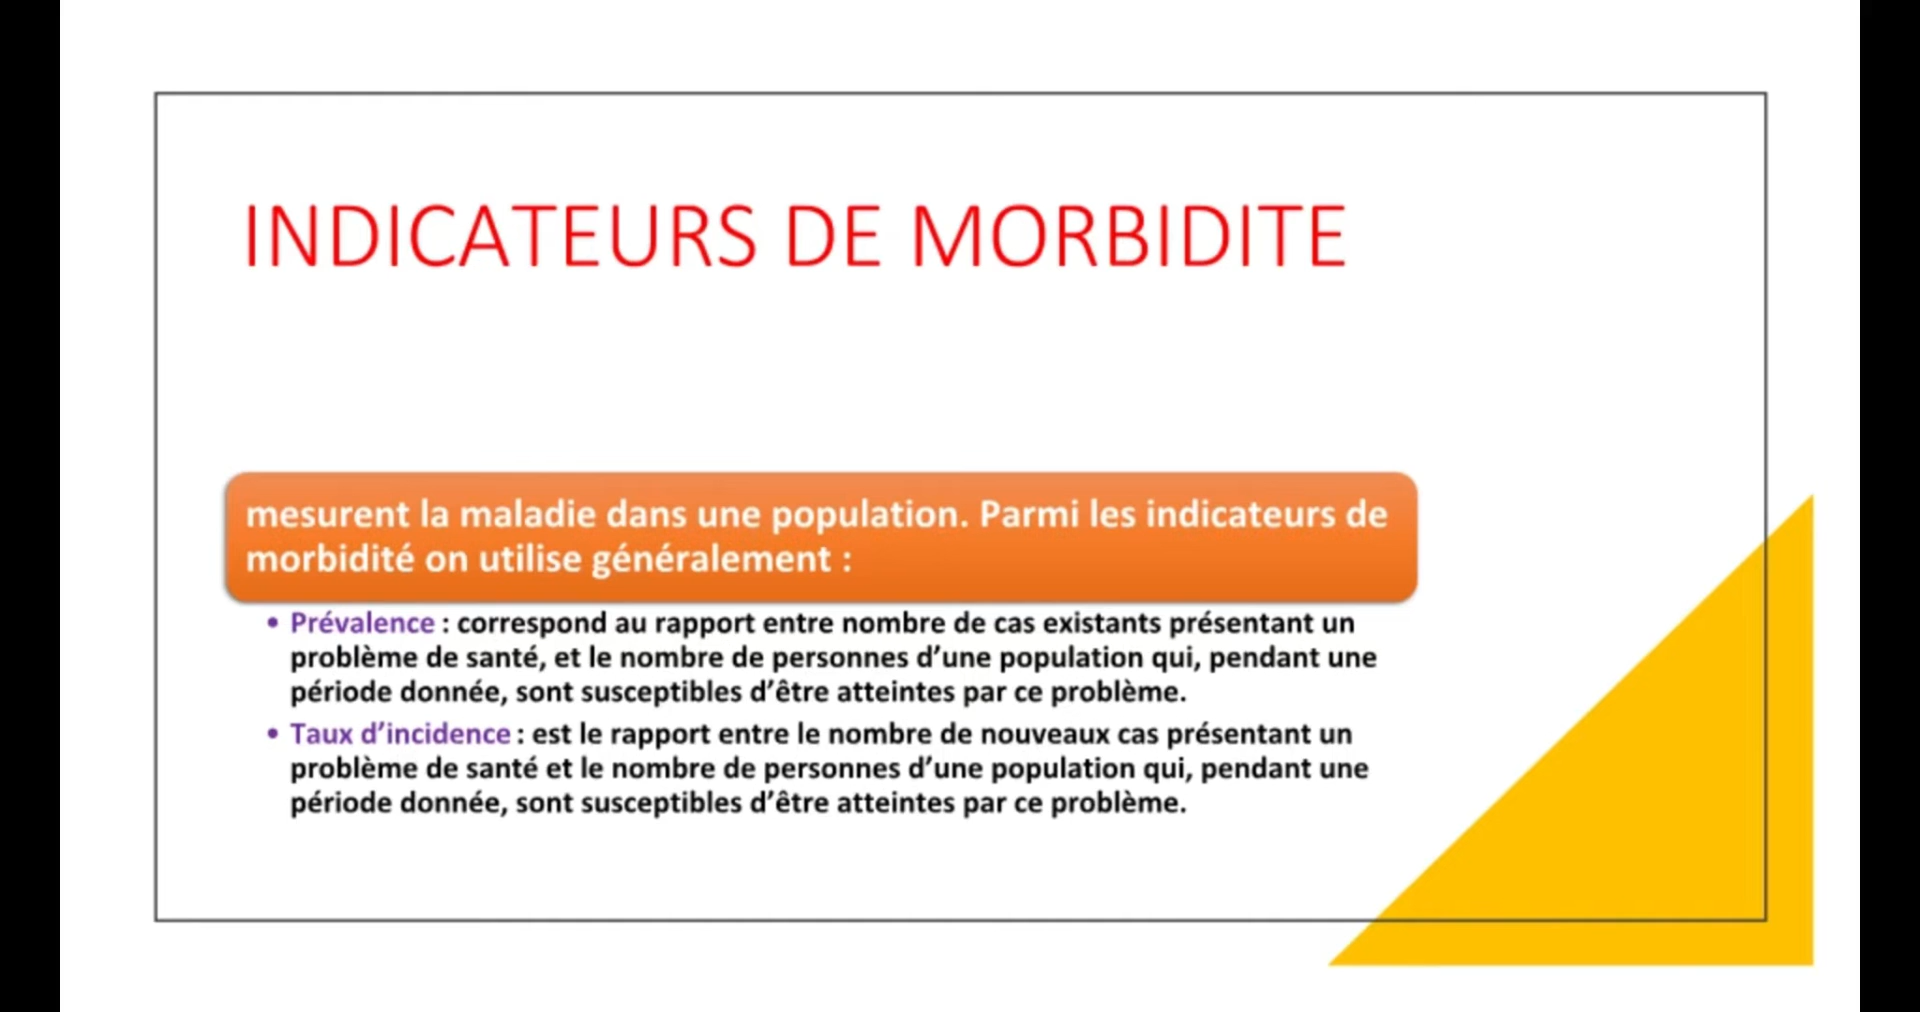 INDICATEURS DE MORBIDITE
mesurent la maladie dans une population. Parmi les indicateurs de
morbidité on utilise généralement :
• Prévalence : correspond au rapport entre nombre de cas existants présentant un
problème de santé, et le nombre de personnes d’une population qui, pendant une
période donnée, sont susceptibles d’être atteintes par ce problème.
• Taux d’incidence : est le rapport entre le nombre de nouveaux cas présentant un
problème de santé et le nombre de personnes d’une population qui, pendant une
période donnée, sont susceptibles d’être atteintes par ce problème.